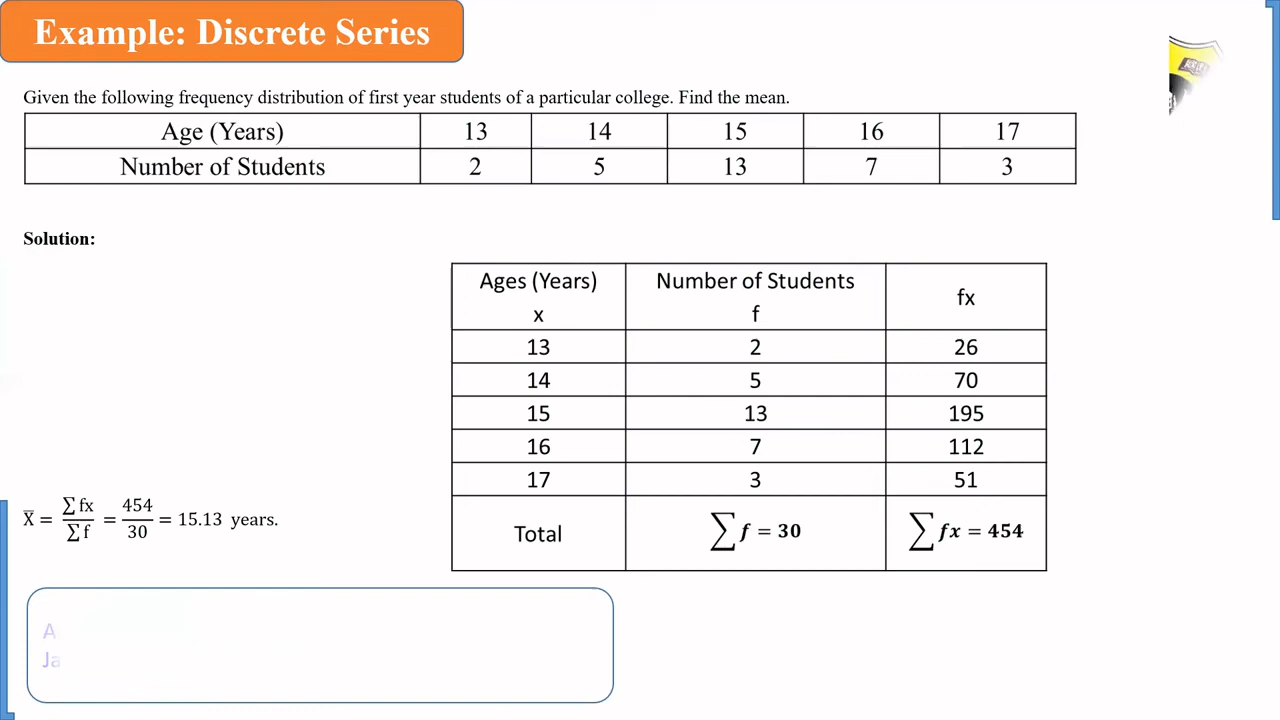 Example: Discrete Series
Given the following frequency distribution of first year students of a particular college. Find the mean.
Age (Years) 13 14 15 16 17
Number of Students 2 5 13 7 3
Solution:
Ages (Years) x Number of Students f fx
13 2 26
14 5 70
15 13 195
16 7 112
17 3 51
Total ∑f = 30 ∑fx = 454
X̅ = ∑fx / ∑f = 454 / 30 = 15.13 years.